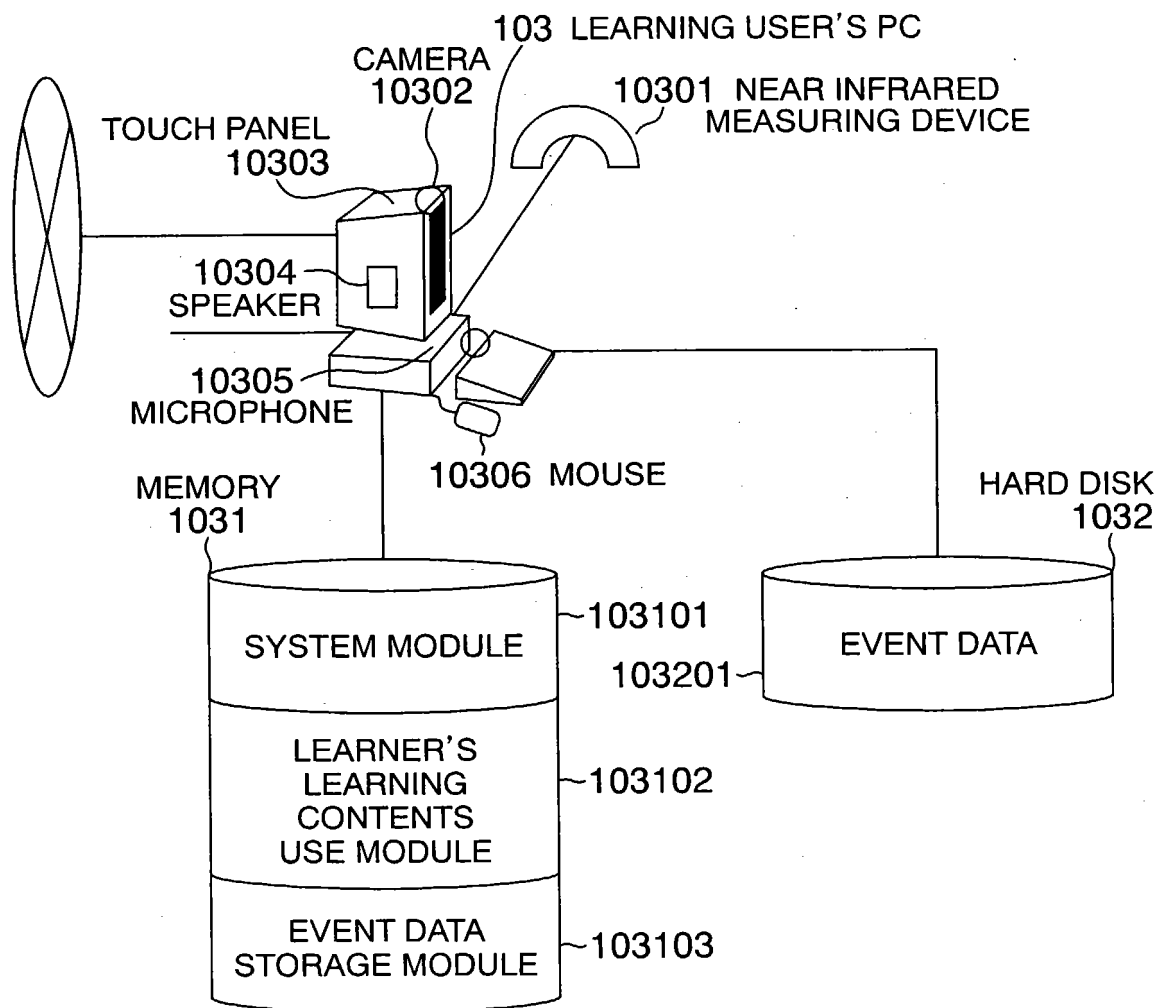 103 LEARNING USER'S PC
CAMERA
10302
10301 NEAR INFRARED
MEASURING DEVICE
TOUCH PANEL
10303
10304
SPEAKER
10305
MICROPHONE
10306 MOUSE
MEMORY
1031
HARD DISK
1032
SYSTEM MODULE
103101
EVENT DATA
103201
LEARNER'S
LEARNING
CONTENTS
USE MODULE
103102
EVENT DATA
STORAGE MODULE
103103